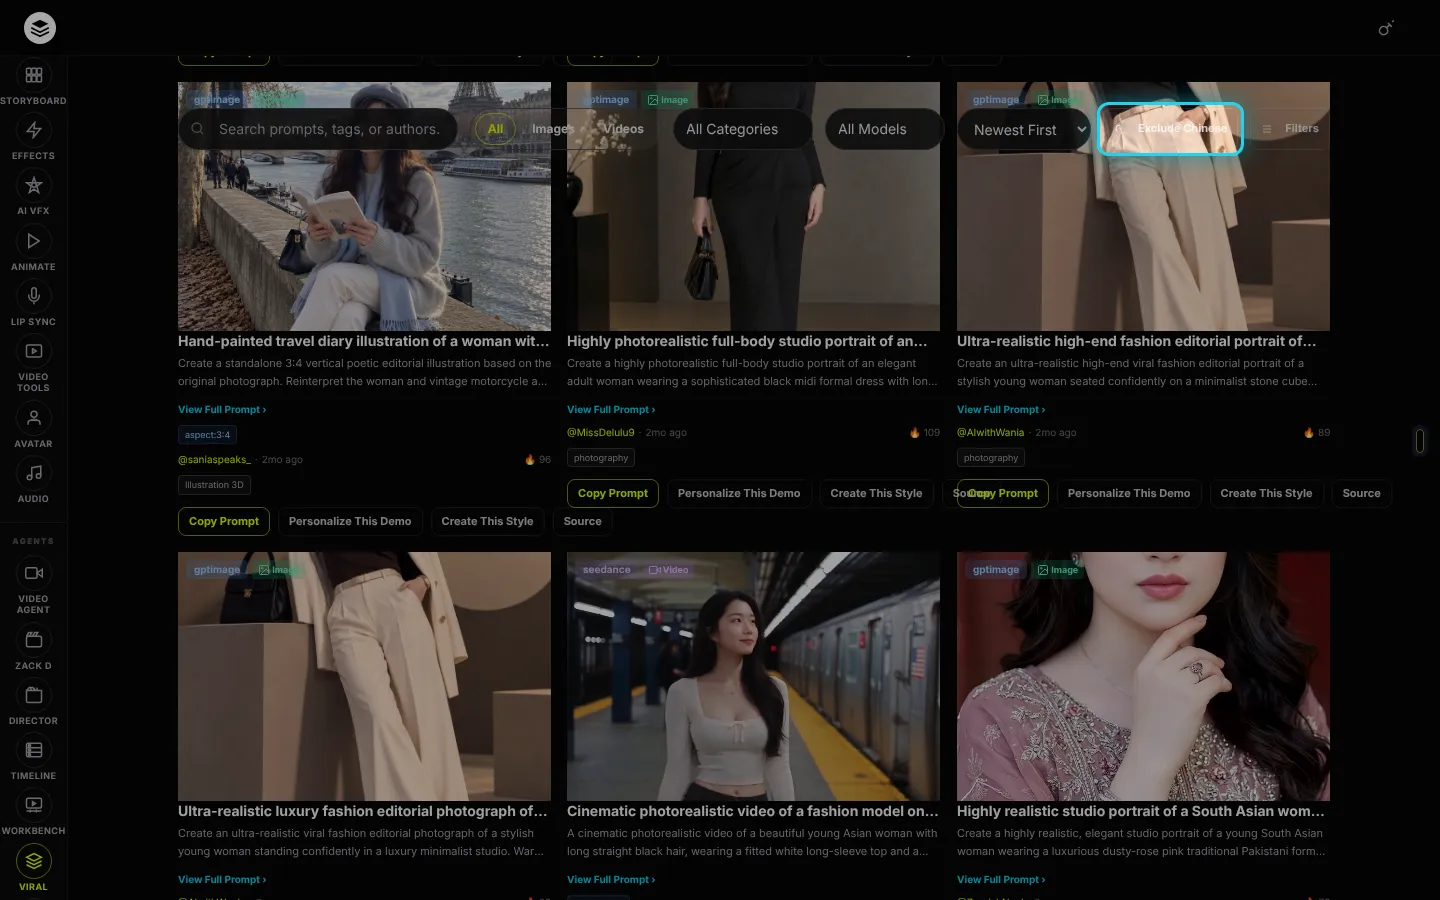 gptimage
Image
gptimage
Image
gptimage
Image
Search prompts, tags, or authors.
All
Images
Videos
All Categories
All Models
Newest First
Exclude Chinese
Filters
STORYBOARD
EFFECTS
AI VFX
ANIMATE
LIP SYNC
VIDEO
TOOLS
AVATAR
AUDIO
AGENTS
VIDEO
AGENT
ZACK D
DIRECTOR
TIMELINE
WORKBENCH
VIRAL
Hand-painted travel diary illustration of a woman wit...
Create a standalone 3:4 vertical poetic editorial illustration based on the
original photograph. Reinterpret the woman and vintage motorcycle a...
View Full Prompt ›
aspect:3:4
@saniaspeaks_ · 2mo ago
96
Illustration 3D
Copy Prompt
Personalize This Demo
Create This Style
Source
Highly photorealistic full-body studio portrait of an...
Create a highly photorealistic full-body studio portrait of an elegant
adult woman wearing a sophisticated black midi formal dress with lon...
View Full Prompt ›
@MissDelulu9 · 2mo ago
109
photography
Copy Prompt
Personalize This Demo
Create This Style
Ultra-realistic high-end fashion editorial portrait of...
Create an ultra-realistic high-end viral fashion editorial portrait of a
stylish young woman seated confidently on a minimalist stone cube...
View Full Prompt ›
@AIwithWania · 2mo ago
89
photography
Copy Prompt
Personalize This Demo
Create This Style
Source
gptimage
Image
Ultra-realistic luxury fashion editorial photograph of...
Create an ultra-realistic viral fashion editorial photograph of a stylish
young woman standing confidently in a luxury minimalist studio. War...
View Full Prompt ›
seedance
Video
Cinematic photorealistic video of a fashion model on...
A cinematic photorealistic video of a beautiful young Asian woman with
long straight black hair, wearing a fitted white long-sleeve top and a...
View Full Prompt ›
gptimage
Image
Highly realistic studio portrait of a South Asian wom...
Create a highly realistic, elegant studio portrait of a young South Asian
woman wearing a luxurious dusty-rose pink traditional Pakistani form...
View Full Prompt ›